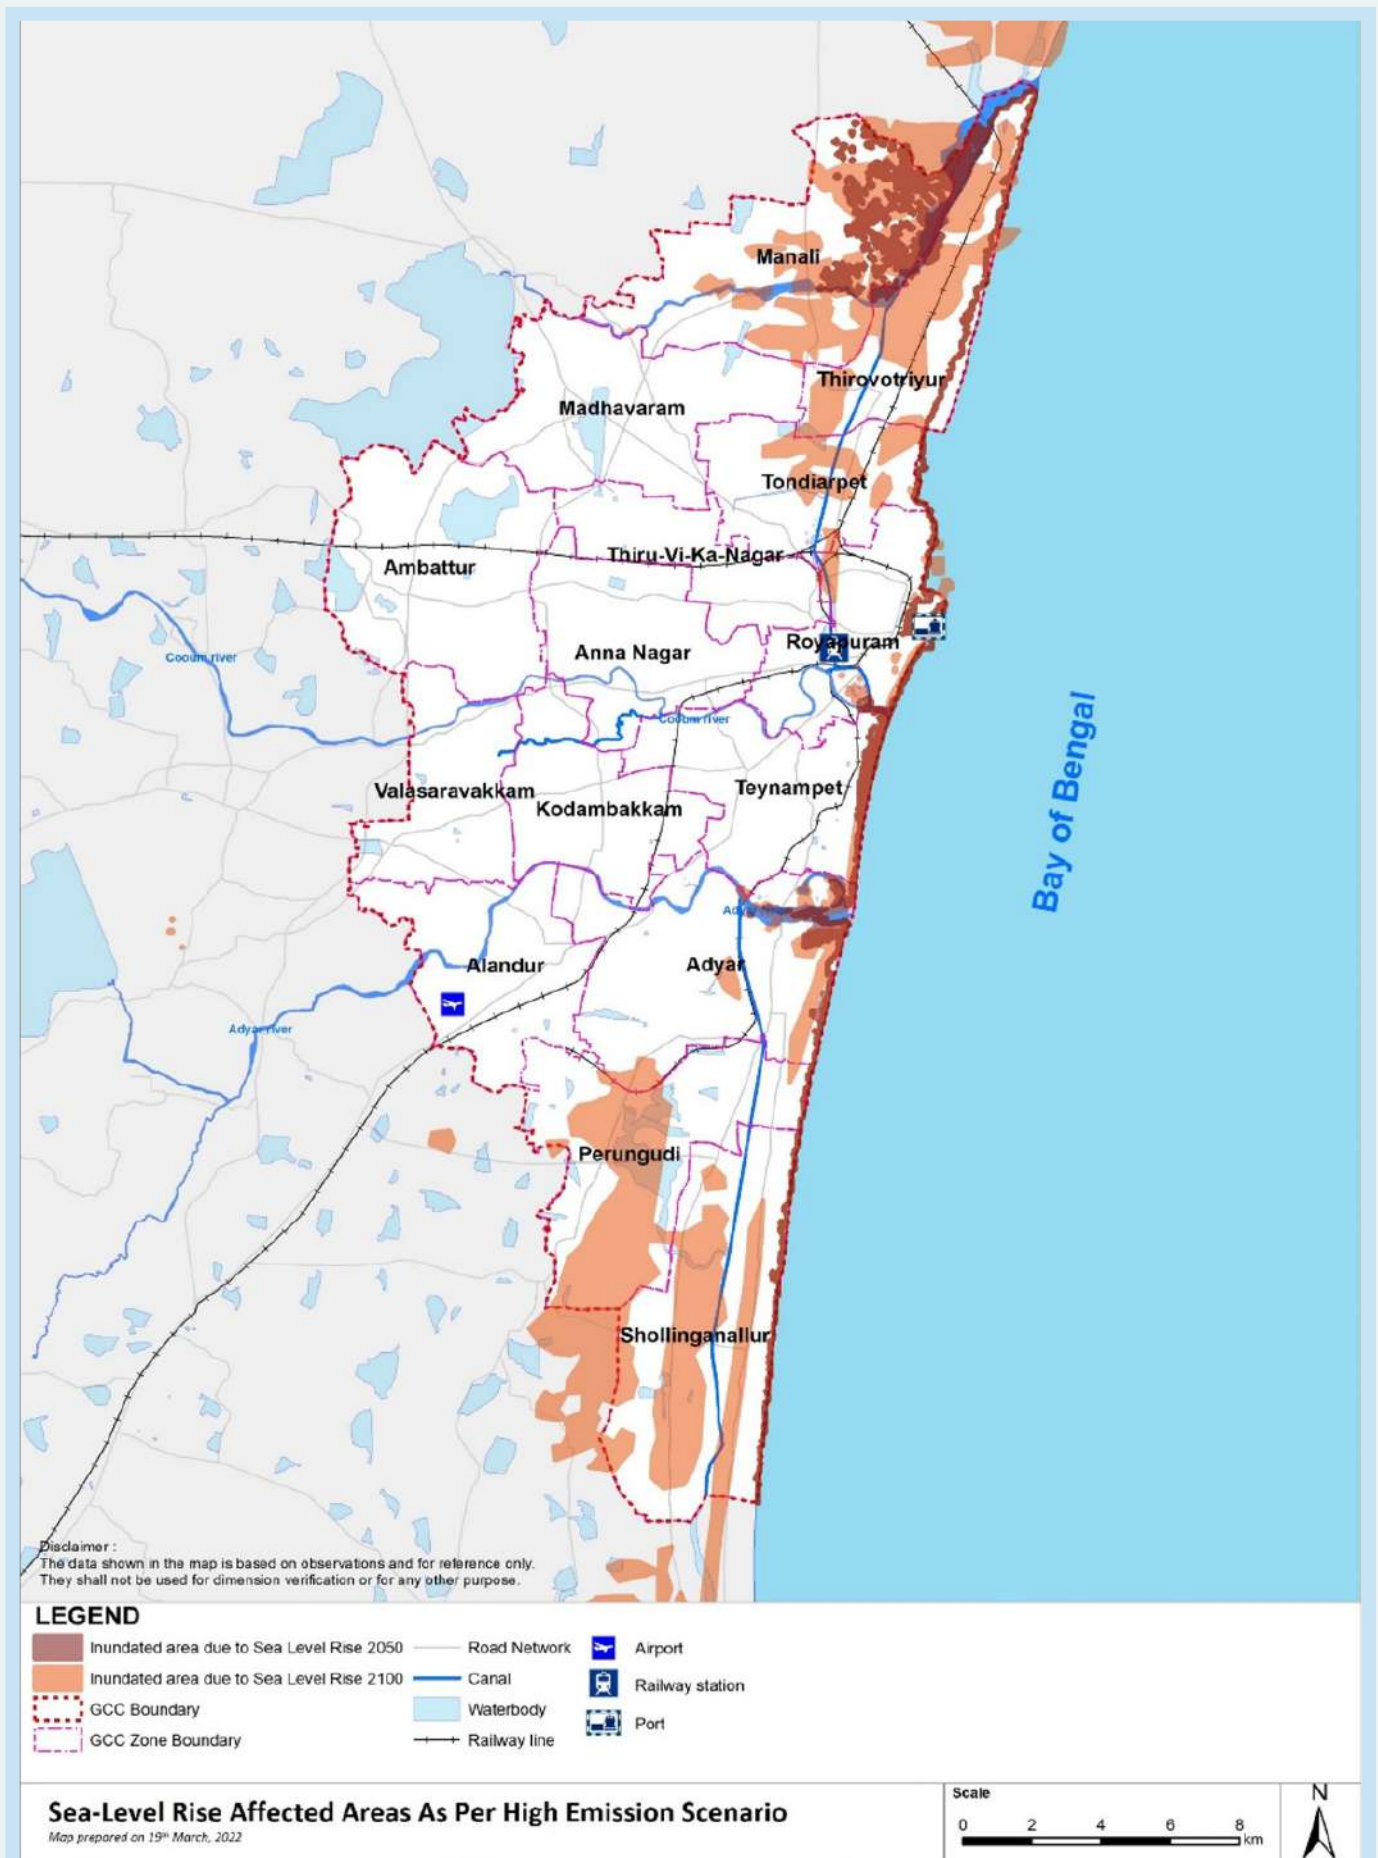 Manali
Thirovotriyur
Madhavaram
Tondiarpet
Thiru-Vi-Ka-Nagar
Ambattur
Royapuram
Anna Nagar
Cooum river
Cooum river
Bay of Bengal
Valasaravakkam
Teynampet
Kodambakkam
Adyar river
Alandur
Adyar
Adyar river
Perungudi
Shollinganallur
Disclaimer :
The data shown in the map is based on observations and for reference only.
They shall not be used for dimension verification or for any other purpose.
LEGEND
Inundated area due to Sea Level Rise 2050
Road Network
Airport
Inundated area due to Sea Level Rise 2100
Canal
Railway station
GCC Boundary
Waterbody
Port
GCC Zone Boundary
Railway line
Sea-Level Rise Affected Areas As Per High Emission Scenario
Map prepared on 19th March, 2022
Scale
0 2 4 6 8
km
N